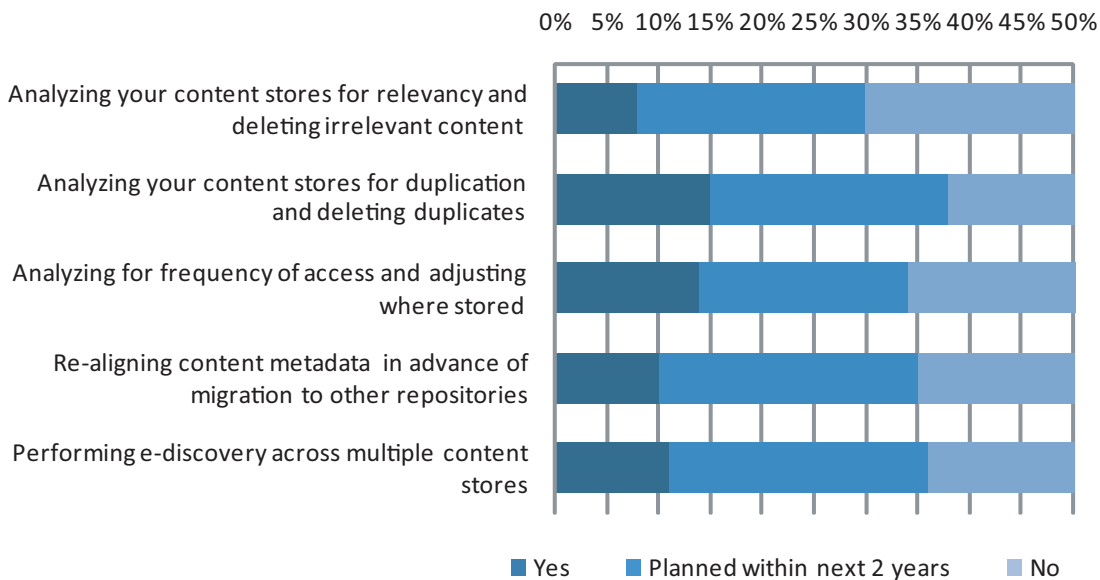 0% 5% 10% 15% 20% 25% 30% 35% 40% 45% 50%
Analyzing your content stores for relevancy and
deleting irrelevant content
Analyzing your content stores for duplication
and deleting duplicates
Analyzing for frequency of access and adjusting
where stored
Re-aligning content metadata in advance of
migration to other repositories
Performing e-discovery across multiple content
stores
Yes Planned within next 2 years No